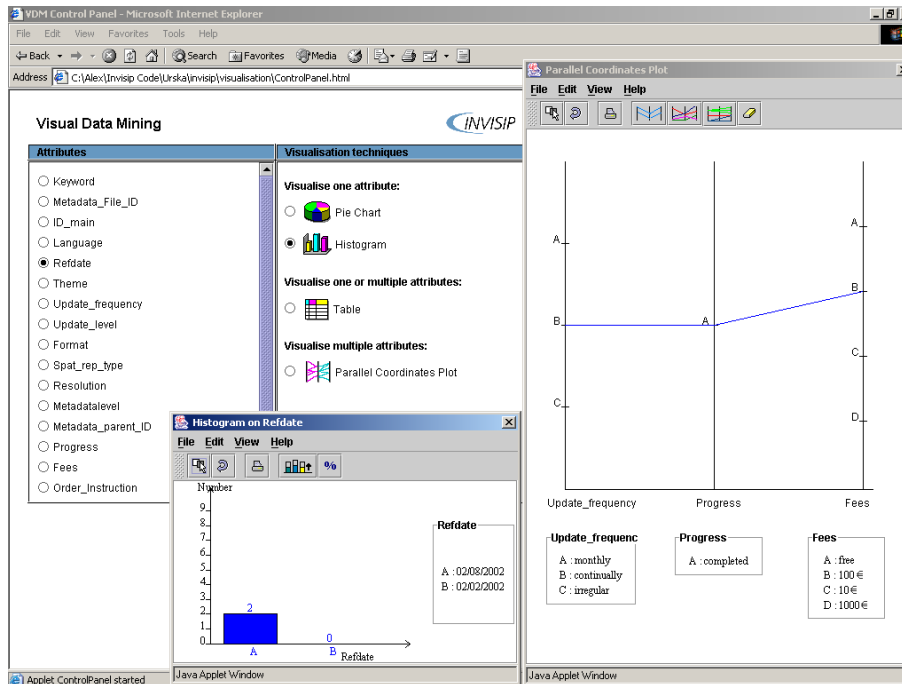 VDM Control Panel - Microsoft Internet Explorer
File Edit View Favorites Tools Help
Back Search Favorites Media
Address C:\Alex\Invisip Code\Urska\invisip\visualisation\ControlPanel.html
Visual Data Mining
INVISIP
Attributes
Keyword
Metadata_File_ID
ID_main
Language
Refdate
Theme
Update_frequency
Update_level
Format
Spat_rep_type
Resolution
Metadatalevel
Metadata_parent_ID
Progress
Fees
Order_Instruction
Visualisation techniques
Visualise one attribute:
Pie Chart
Histogram
Visualise one or multiple attributes:
Table
Visualise multiple attributes:
Parallel Coordinates Plot
Applet ControlPanel started
Histogram on Refdate
File Edit View Help
%
Number
9
8
7
6
5
4
3
2
1
0
2
0
A
B
Refdate
Refdate
A : 02/08/2002
B : 02/02/2002
Java Applet Window
Parallel Coordinates Plot
File Edit View Help
A
B
C
A
A
B
C
D
Update_frequency Progress Fees
Update_frequenc
A : monthly
B : continually
C : irregular
Progress
A : completed
Fees
A : free
B : 100 €
C : 10 €
D : 1000 €
Java Applet Window